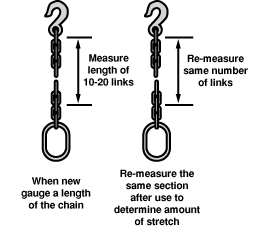 Measure
length of
10-20 links
Re-measure
same number
of links
When new
gauge a length
of the chain
Re-measure the
same section
after use to
determine amount
of stretch